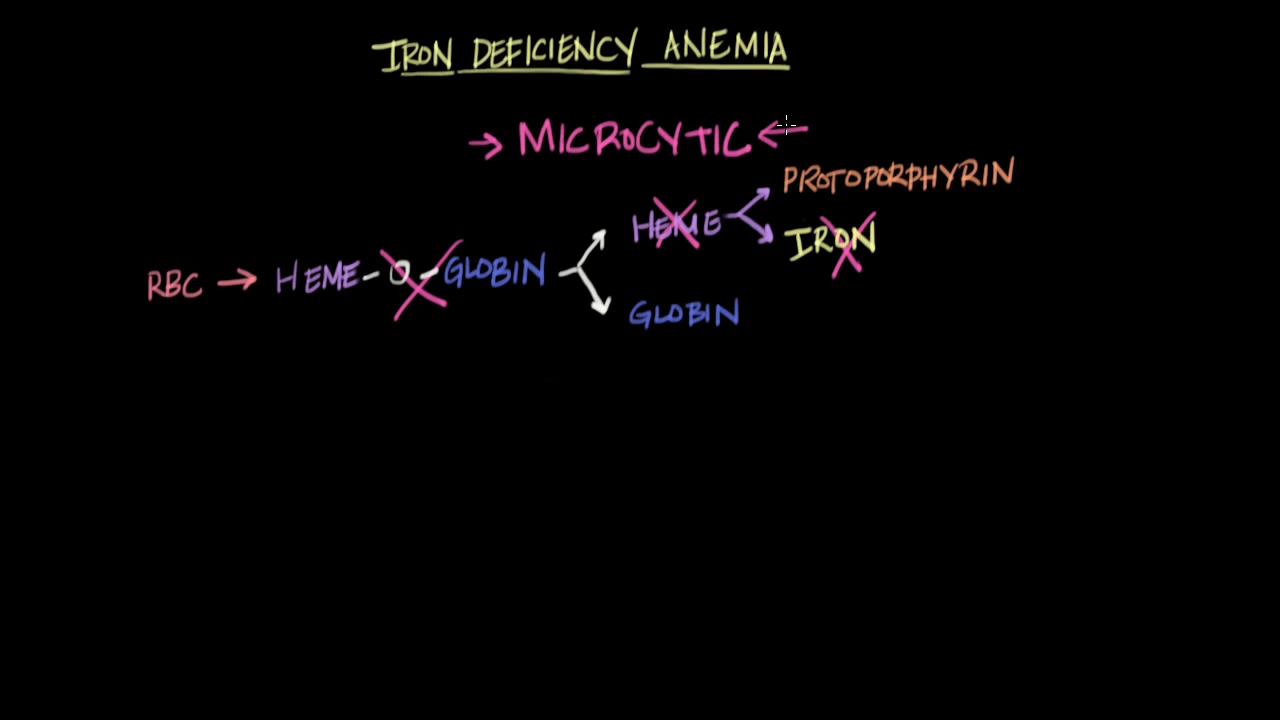 IRON DEFICIENCY ANEMIA
→ MICROCYTIC ←
PROTOPORPHYRIN
HEME
IRON
RBC → HEME-O-GLOBIN
GLOBIN